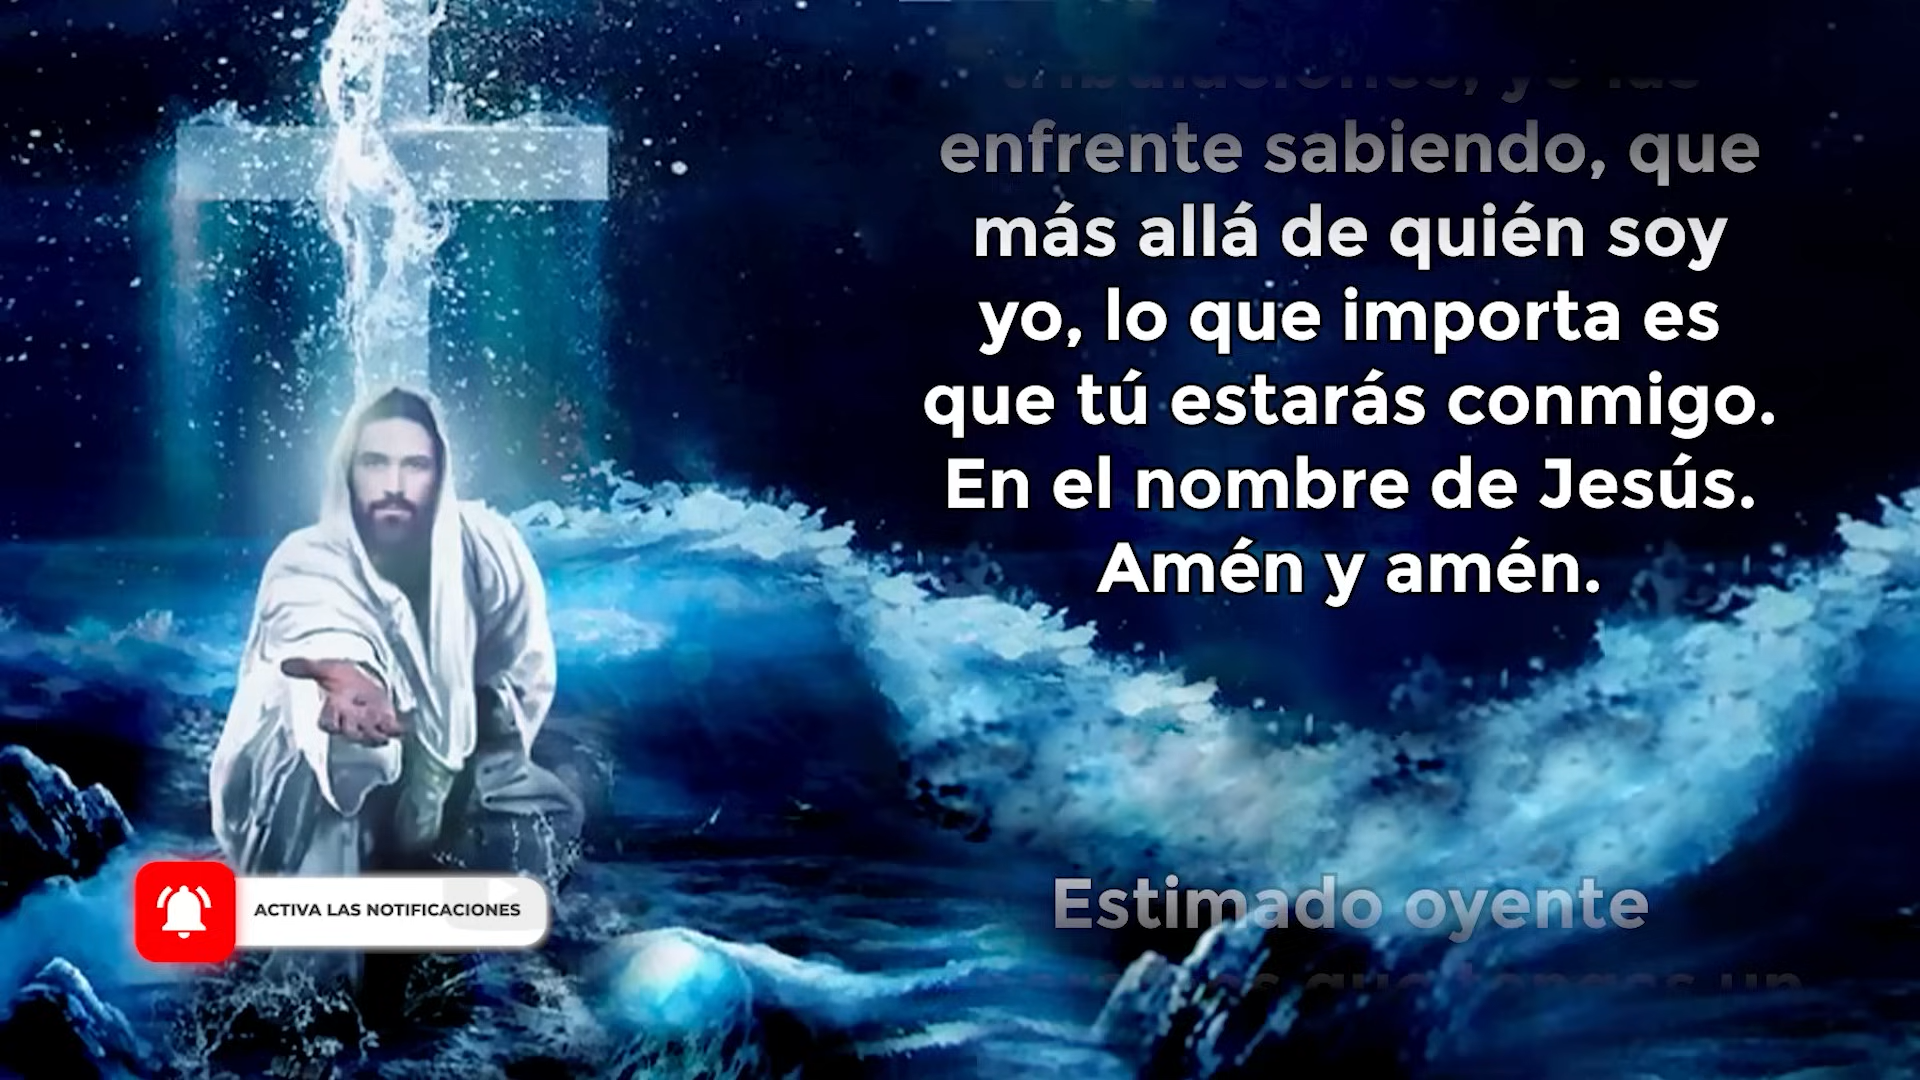 enfrente sabiendo, que
más allá de quién soy
yo, lo que importa es
que tú estarás conmigo.
En el nombre de Jesús.
Amén y amén.
Estimado oyente
ACTIVA LAS NOTIFICACIONES